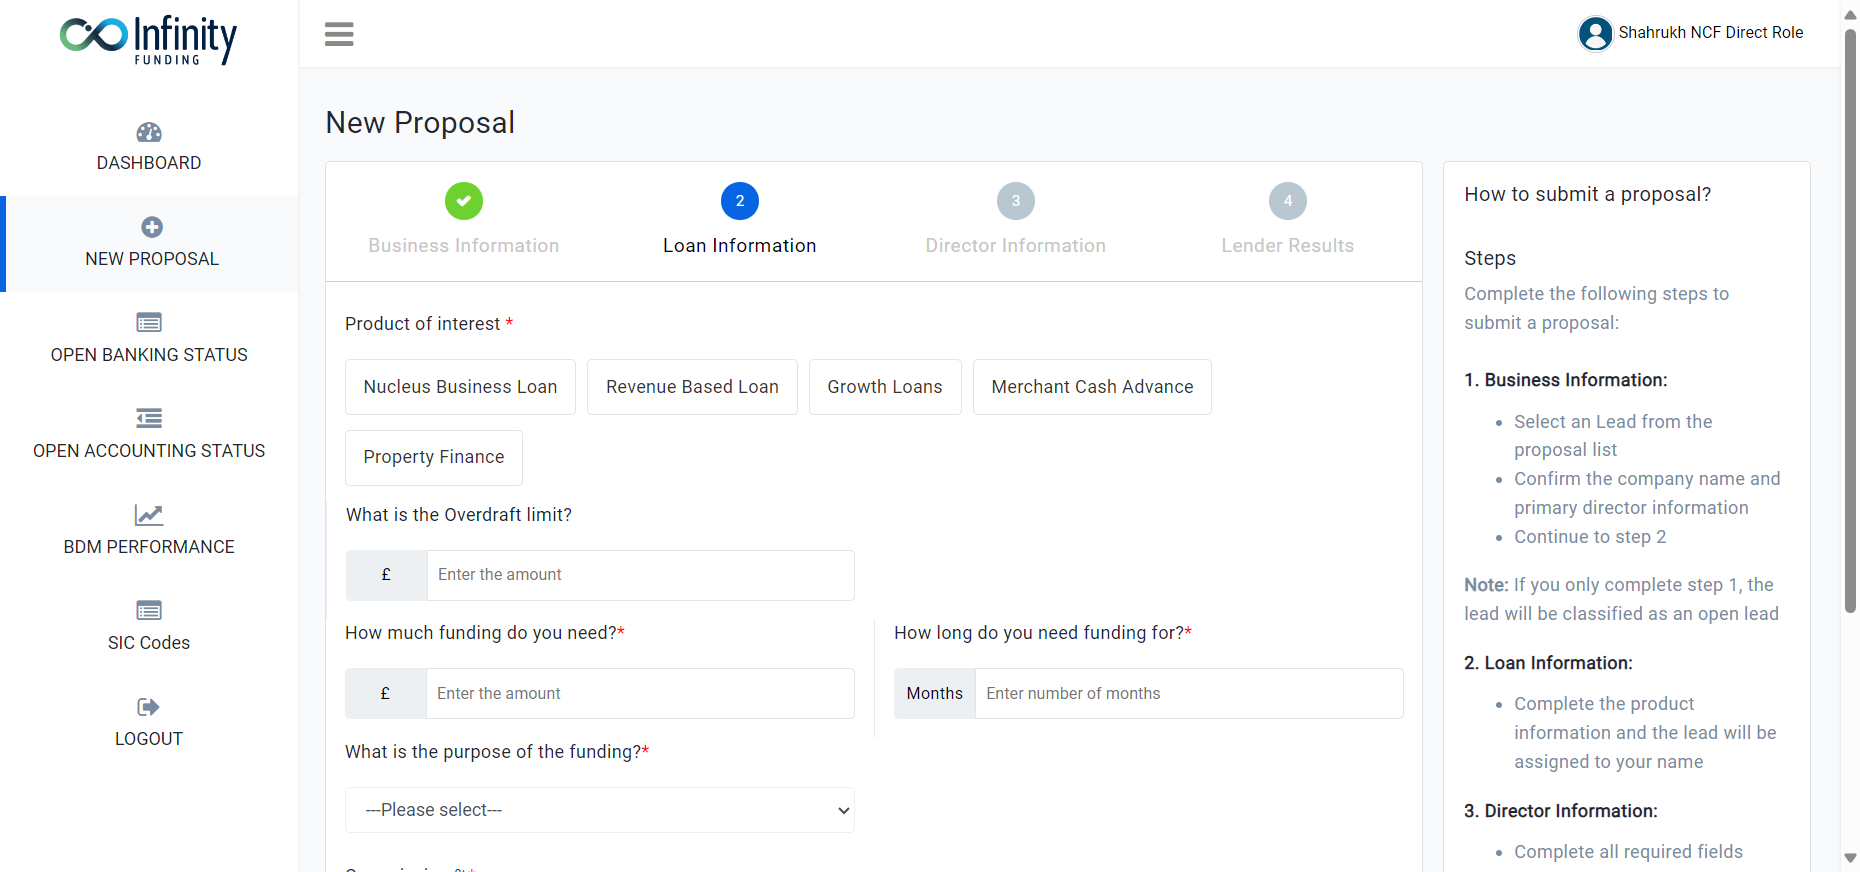 Infinity
FUNDING
Shahrukh NCF Direct Role
DASHBOARD
NEW PROPOSAL
OPEN BANKING STATUS
OPEN ACCOUNTING STATUS
BDM PERFORMANCE
SIC Codes
LOGOUT
New Proposal
2
3
4
Business Information
Loan Information
Director Information
Lender Results
Product of interest *
Nucleus Business Loan
Revenue Based Loan
Growth Loans
Merchant Cash Advance
Property Finance
What is the Overdraft limit?
£
Enter the amount
How much funding do you need?*
£
Enter the amount
How long do you need funding for?*
Months
Enter number of months
What is the purpose of the funding?*
---Please select---
How to submit a proposal?
Steps
Complete the following steps to
submit a proposal:
1. Business Information:
• Select an Lead from the
proposal list
• Confirm the company name and
primary director information
• Continue to step 2
Note: If you only complete step 1, the
lead will be classified as an open lead
2. Loan Information:
• Complete the product
information and the lead will be
assigned to your name
3. Director Information:
• Complete all required fields